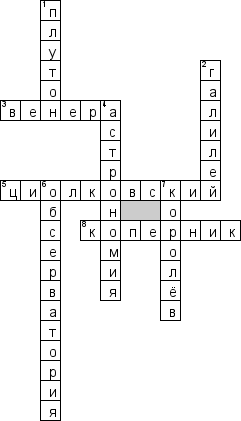 1 плутон
2 галилей
3 венера
4 астрономия
5 циолковский
6 обсерватория
7 королёв
8 коперник